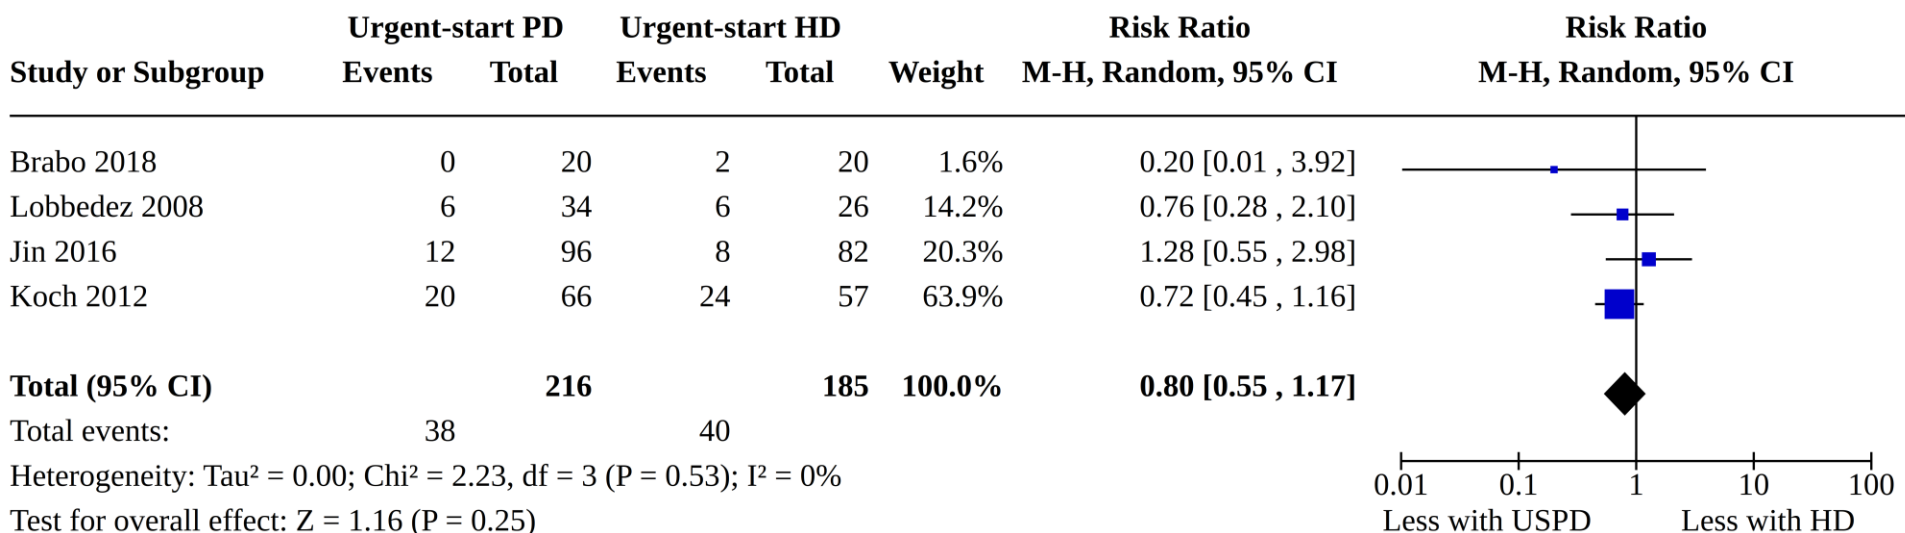 Urgent-start PD Urgent-start HD Risk Ratio Risk Ratio
Study or Subgroup Events Total Events Total Weight M-H, Random, 95% CI M-H, Random, 95% CI
Brabo 2018 0 20 2 20 1.6% 0.20 [0.01 , 3.92]
Lobbedez 2008 6 34 6 26 14.2% 0.76 [0.28 , 2.10]
Jin 2016 12 96 8 82 20.3% 1.28 [0.55 , 2.98]
Koch 2012 20 66 24 57 63.9% 0.72 [0.45 , 1.16]
Total (95% CI) 216 185 100.0% 0.80 [0.55 , 1.17]
Total events: 38 40
Heterogeneity: Tau² = 0.00; Chi² = 2.23, df = 3 (P = 0.53); I² = 0% 0.01 0.1 1 10 100
Test for overall effect: Z = 1.16 (P = 0.25) Less with USPD Less with HD